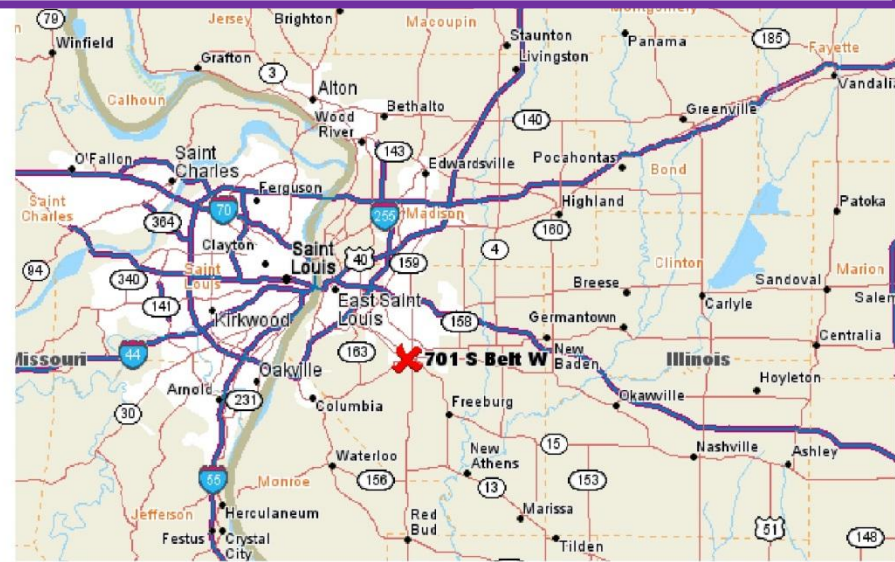 79
Jersey
Brighton
Macoupin
Montgomery
Winfield
Grafton
Staunton
Livingston
Panama
185
Fayette
3
Alton
Vandalia
Calhoun
Bethalto
Wood
River
140
Greenville
143
O'Fallon
Saint
Charles
Edwardsville
Pocahontas
Bond
Ferguson
Saint
Charles
364
70
255
Madison
Highland
160
Patoka
Clayton
Saint
Louis
40
159
4
94
340
Saint
Louis
Clinton
Sandoval
Marion
141
East Saint
Louis
Breese
Carlyle
Salem
Kirkwood
158
Germantown
Missouri
44
163
701 S Belt W
New
Baden
Illinois
Centralia
Oakville
Hoyleton
Arnold
231
Columbia
Freeburg
Okawville
30
15
Nashville
Ashley
Waterloo
New
Athens
55
Monroe
156
13
153
Jefferson
Herculaneum
Marissa
51
Festus
Crystal
City
Red
Bud
Tilden
148